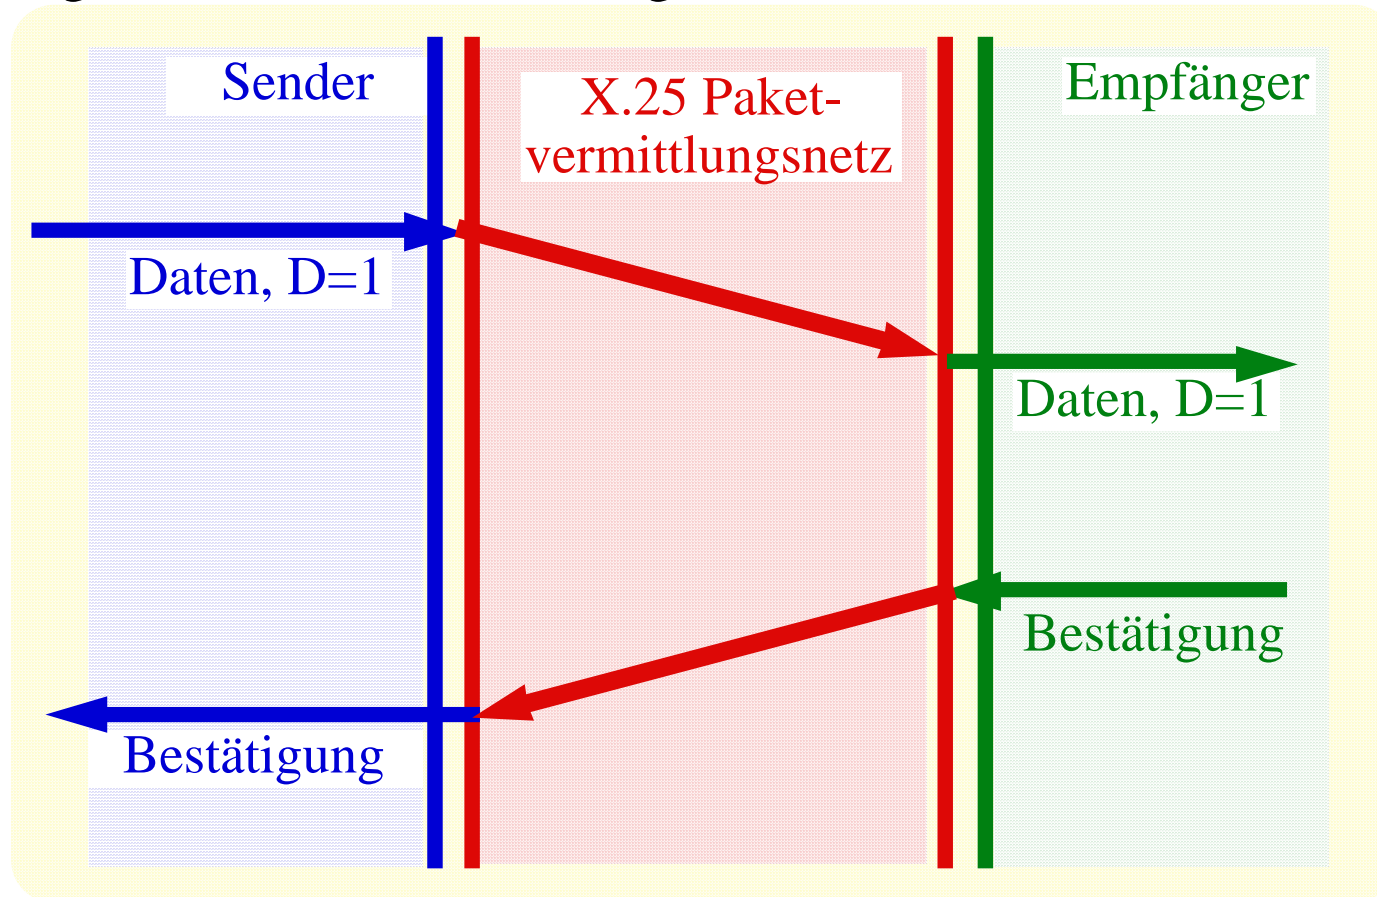 Sender
X.25 Paket-
vermittlungsnetz
Empfänger
Daten, D=1
Daten, D=1
Bestätigung
Bestätigung